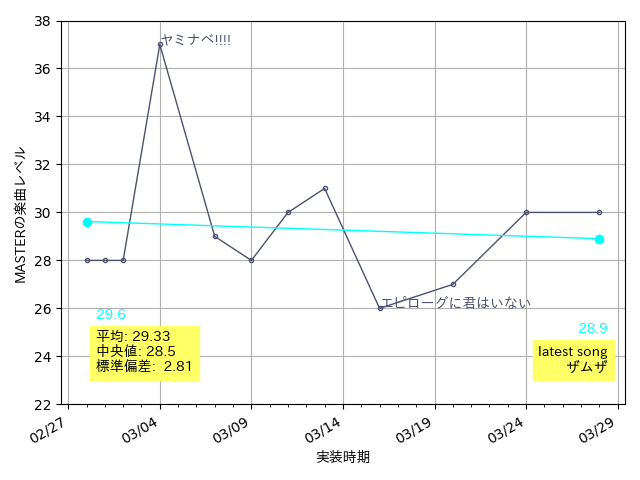 38
36
34
32
30
28
26
24
22
MASTERの楽曲レベル
ヤミナベ!!!!
エピローグに君はいない
29.6
平均: 29.33
中央値: 28.5
標準偏差: 2.81
28.9
latest song
ザムザ
02/27
03/04
03/09
03/14
03/19
03/24
03/29
実装時期